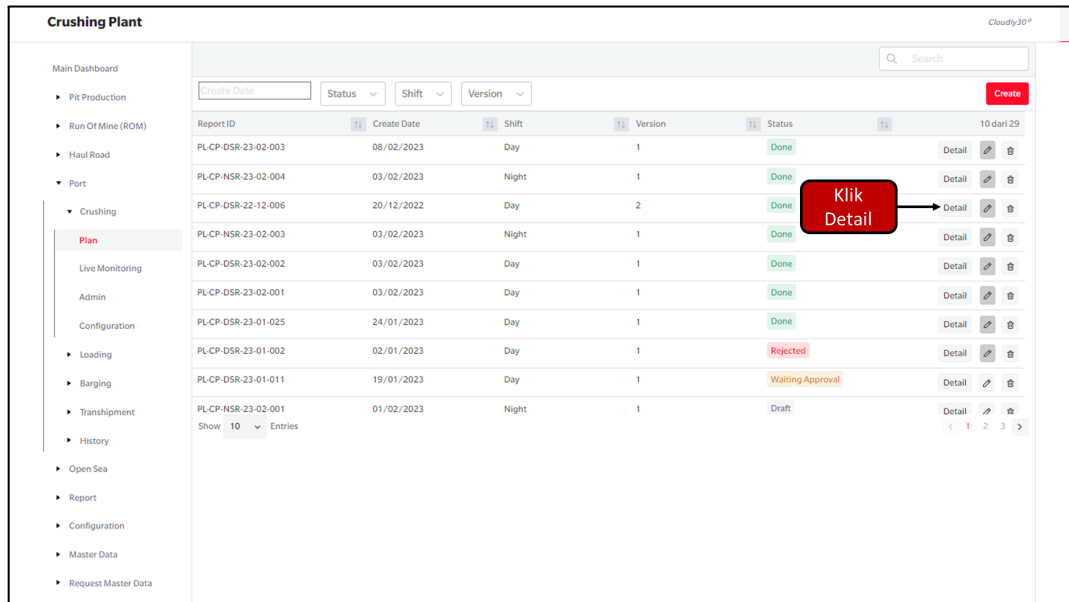 Crushing Plant
Cloudly30°
Search
Main Dashboard
Pit Production
Run Of Mine (ROM)
Haul Road
Port
Crushing
Plan
Live Monitoring
Admin
Configuration
Loading
Barging
Transhipment
History
Open Sea
Report
Configuration
Master Data
Request Master Data
Create Date Status Shift Version Create
Report ID Create Date Shift Version Status 10 dari 29
PL-CP-DSR-23-02-003 08/02/2023 Day 1 Done Detail
PL-CP-NSR-23-02-004 03/02/2023 Night 1 Done Detail
PL-CP-DSR-22-12-006 20/12/2022 Day 2 Done Detail
PL-CP-NSR-23-02-003 03/02/2023 Night 1 Done Detail
PL-CP-DSR-23-02-002 03/02/2023 Day 1 Done Detail
PL-CP-DSR-23-02-001 03/02/2023 Day 1 Done Detail
PL-CP-DSR-23-01-025 24/01/2023 Day 1 Done Detail
PL-CP-DSR-23-01-002 02/01/2023 Day 1 Rejected Detail
PL-CP-DSR-23-01-011 19/01/2023 Day 1 Waiting Approval Detail
PL-CP-NSR-23-02-001 01/02/2023 Night 1 Draft Detail
Show 10 Entries 1 2 3
Klik
Detail